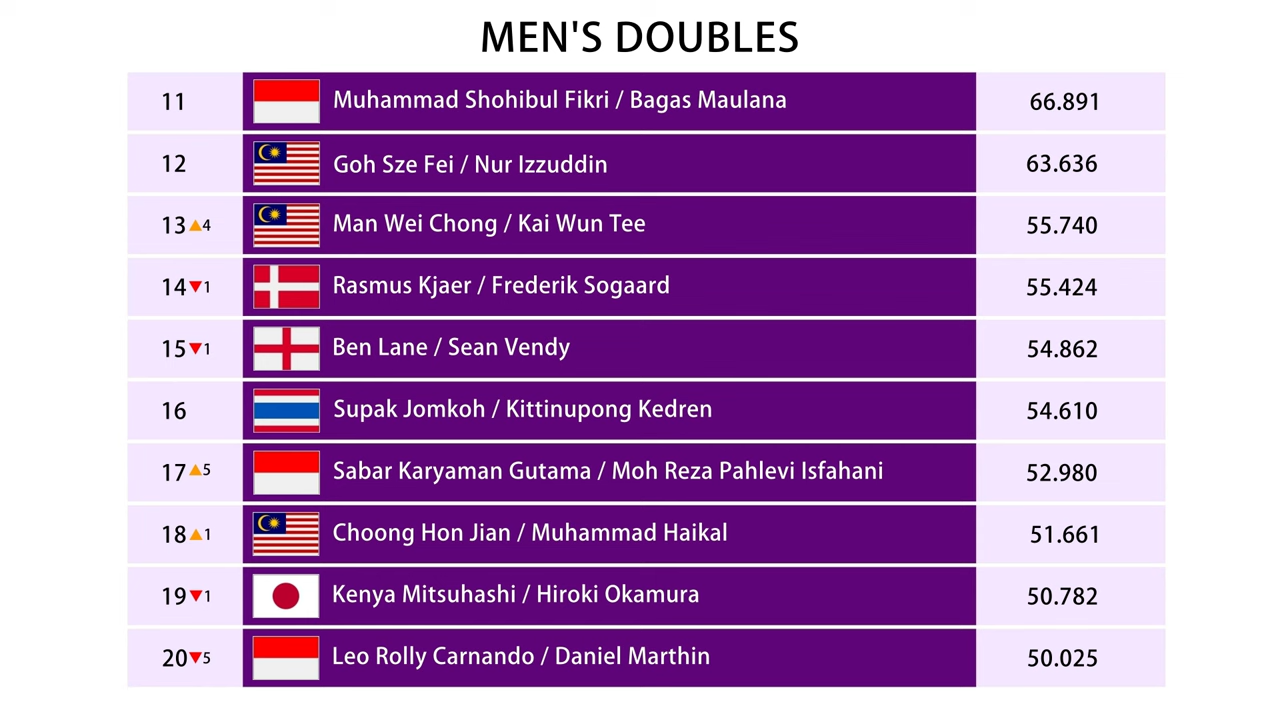 MEN'S DOUBLES
11 Muhammad Shohibul Fikri / Bagas Maulana 66.891
12 Goh Sze Fei / Nur Izzuddin 63.636
13 ▲4 Man Wei Chong / Kai Wun Tee 55.740
14 ▼1 Rasmus Kjaer / Frederik Sogaard 55.424
15 ▼1 Ben Lane / Sean Vendy 54.862
16 Supak Jomkoh / Kittinupong Kedren 54.610
17 ▲5 Sabar Karyaman Gutama / Moh Reza Pahlevi Isfahani 52.980
18 ▲1 Choong Hon Jian / Muhammad Haikal 51.661
19 ▼1 Kenya Mitsuhashi / Hiroki Okamura 50.782
20 ▼5 Leo Rolly Carnando / Daniel Marthin 50.025